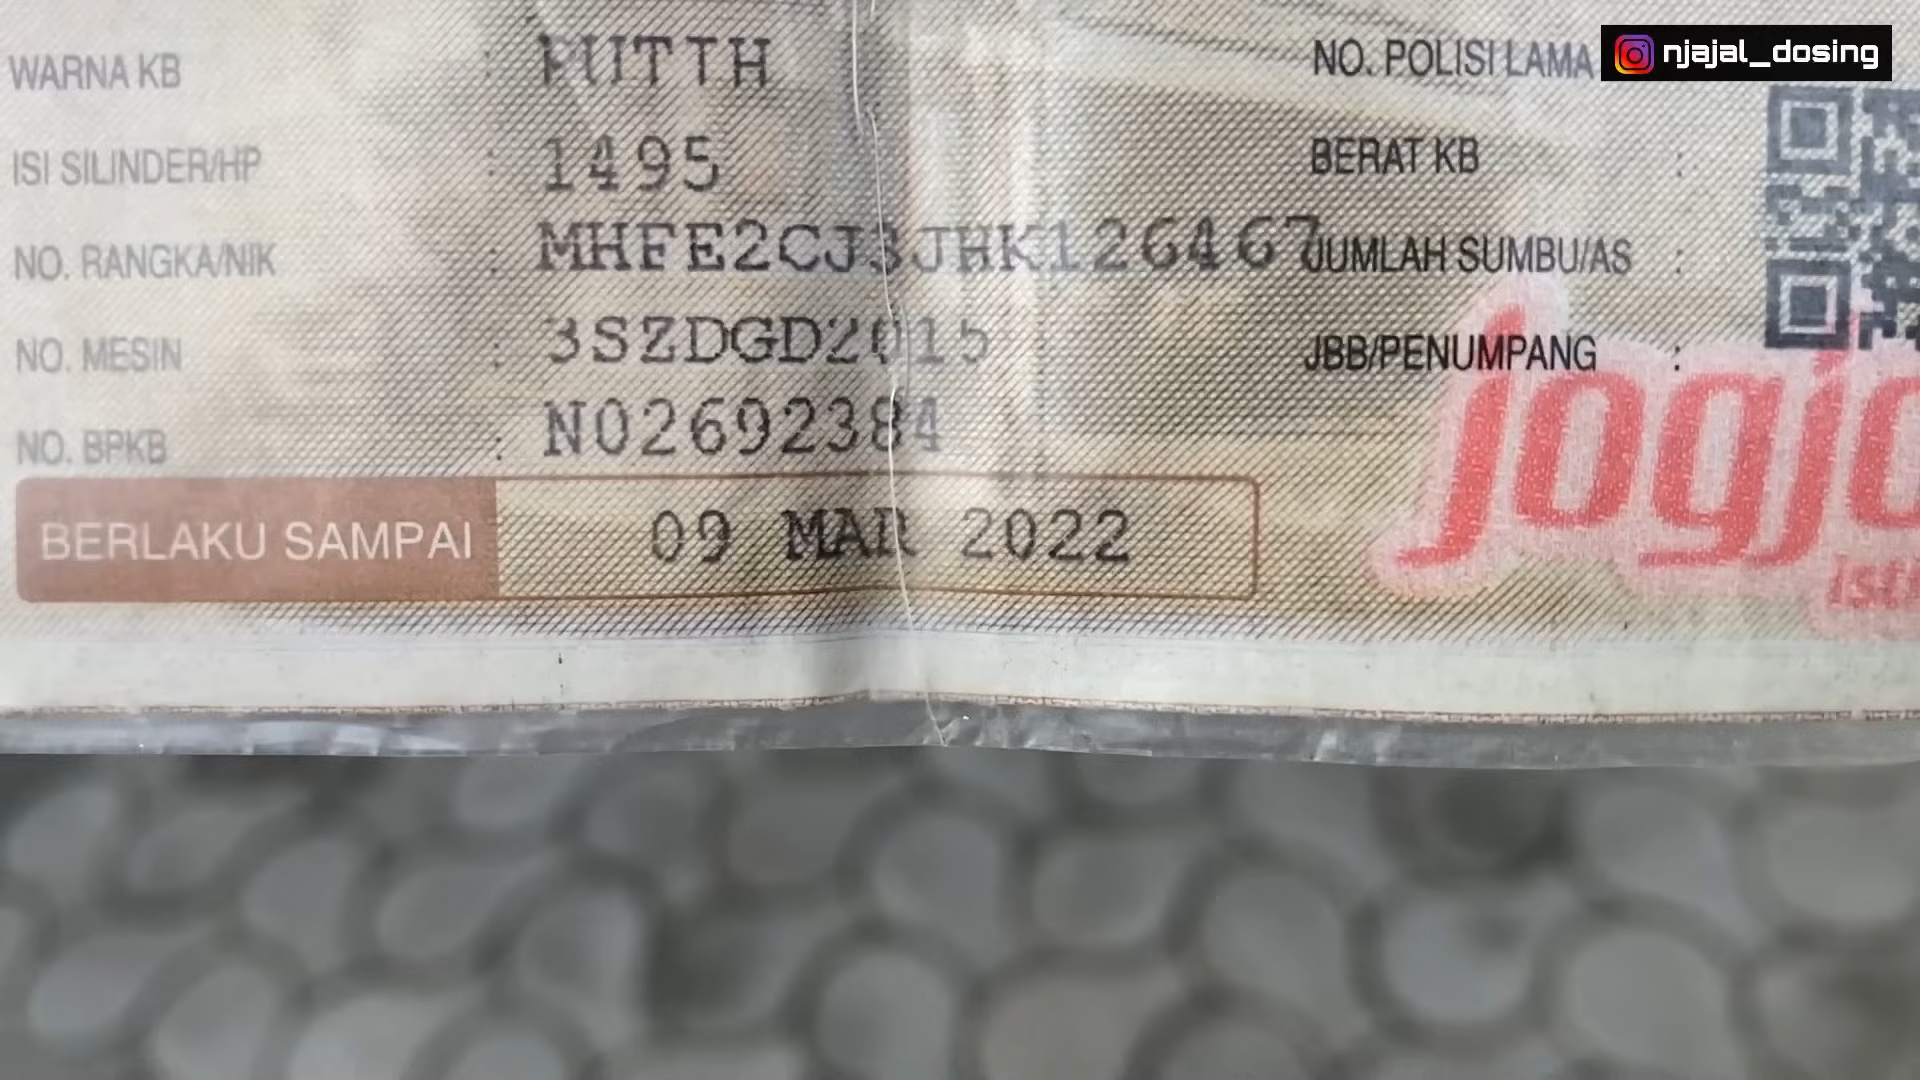 WARNA KB : PUTIH NO. POLISI LAMA njajal_dosing
ISI SILINDER/HP : 1495 BERAT KB :
NO. RANGKA/NIK : MHFE2CJ3JHK126467 JUMLAH SUMBU/AS :
NO. MESIN : 3SZDGD2015 JBB/PENUMPANG :
NO. BPKB : N02692384
BERLAKU SAMPAI 09 MAR 2022